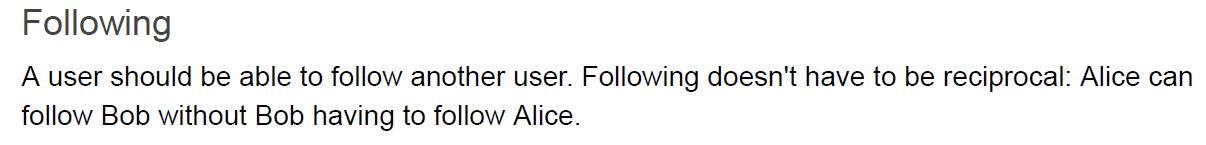 Following
A user should be able to follow another user. Following doesn't have to be reciprocal: Alice can
follow Bob without Bob having to follow Alice.